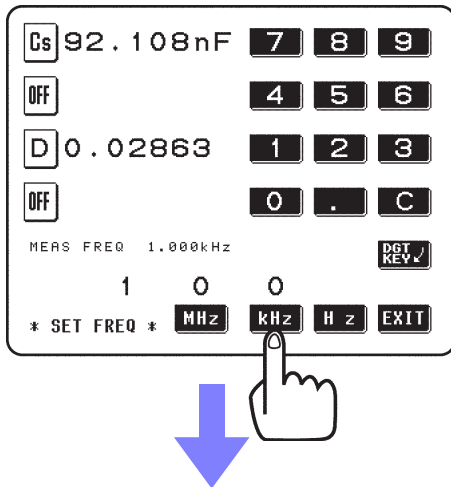 Cs 92.108nF 7 8 9
OFF 4 5 6
D 0.02863 1 2 3
OFF 0 . C
MEAS FREQ 1.000kHz DGT KEY
1 0 0
* SET FREQ * MHz kHz Hz EXIT